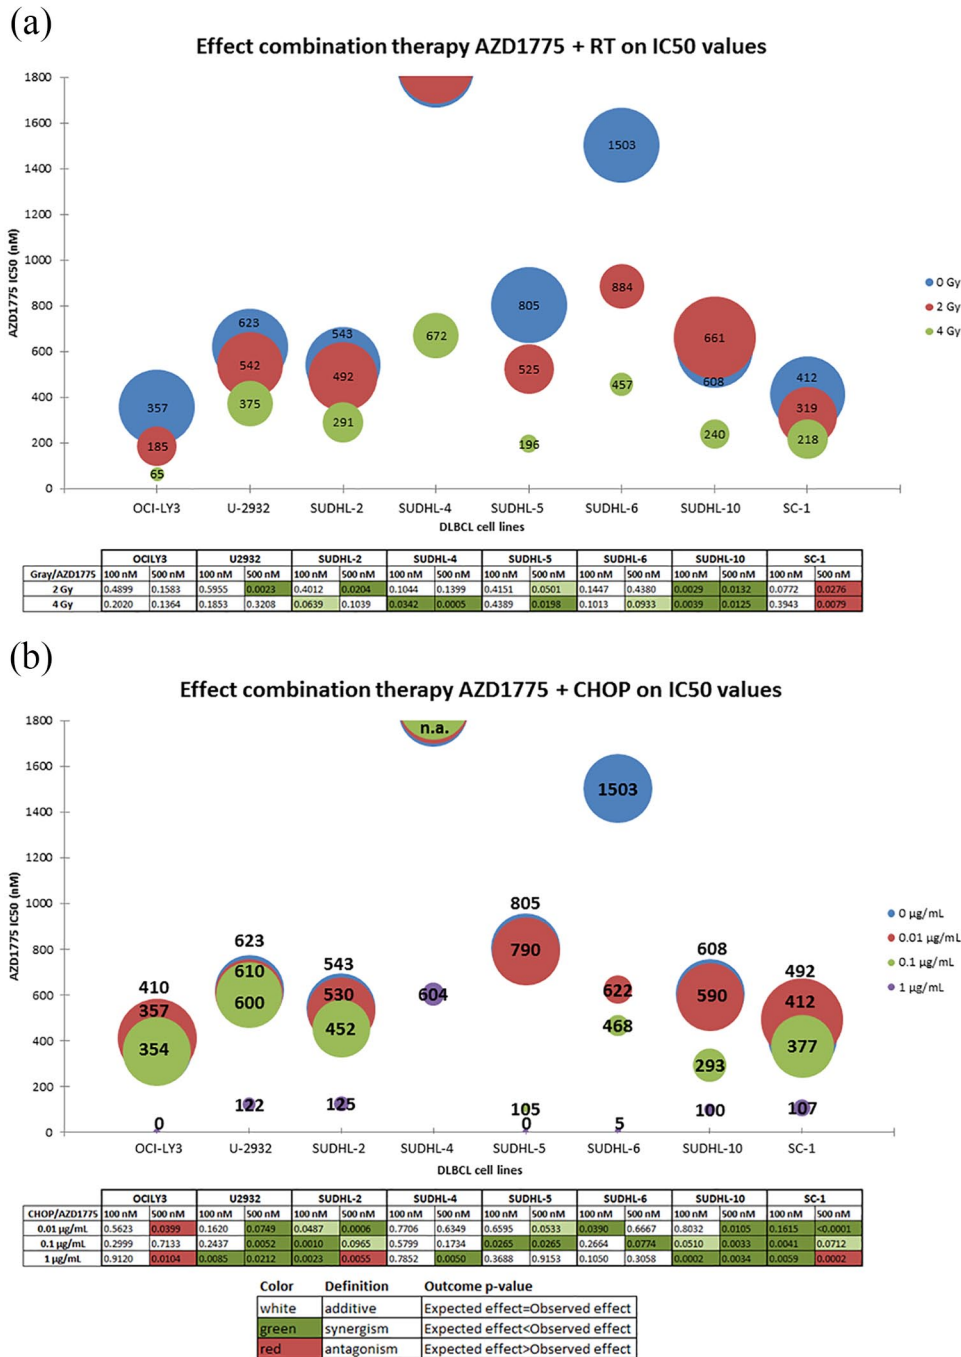 (a)
Effect combination therapy AZD1775 + RT on IC50 values
AZD1775 IC50 (nM)
1800
1600
1400
1200
1000
800
600
400
200
0
1503
805
884
623
543
672
661
542
492
525
608
357
375
457
412
319
185
291
196
240
218
65
0 Gy
2 Gy
4 Gy
OCI-LY3 U-2932 SUDHL-2 SUDHL-4 SUDHL-5 SUDHL-6 SUDHL-10 SC-1
DLBCL cell lines
OCILY3 U2932 SUDHL-2 SUDHL-4 SUDHL-5 SUDHL-6 SUDHL-10 SC-1
Gray/AZD1775 100 nM 500 nM 100 nM 500 nM 100 nM 500 nM 100 nM 500 nM 100 nM 500 nM 100 nM 500 nM 100 nM 500 nM 100 nM 500 nM
2 Gy 0.4899 0.1583 0.5955 0.0023 0.4012 0.0204 0.1044 0.1399 0.4151 0.0501 0.1447 0.4380 0.0029 0.0132 0.0772 0.0276
4 Gy 0.2020 0.1364 0.1853 0.3208 0.0639 0.1039 0.0342 0.0005 0.4389 0.0198 0.1013 0.0933 0.0039 0.0125 0.3943 0.0079
(b)
Effect combination therapy AZD1775 + CHOP on IC50 values
AZD1775 IC50 (nM)
1800
1600
1400
1200
1000
800
600
400
200
0
n.a.
1503
805
790
623
610
600
543
530
452
604
622
468
608
590
293
492
412
377
410
357
354
0
122
125
105
0
5
100
107
0 µg/mL
0.01 µg/mL
0.1 µg/mL
1 µg/mL
OCI-LY3 U-2932 SUDHL-2 SUDHL-4 SUDHL-5 SUDHL-6 SUDHL-10 SC-1
DLBCL cell lines
OCILY3 U2932 SUDHL-2 SUDHL-4 SUDHL-5 SUDHL-6 SUDHL-10 SC-1
CHOP/AZD1775 100 nM 500 nM 100 nM 500 nM 100 nM 500 nM 100 nM 500 nM 100 nM 500 nM 100 nM 500 nM 100 nM 500 nM 100 nM 500 nM
0.01 µg/mL 0.5623 0.0399 0.1620 0.0749 0.0487 0.0006 0.7706 0.6349 0.6595 0.0533 0.0390 0.6667 0.8032 0.0105 0.1615 <0.0001
0.1 µg/mL 0.2999 0.7133 0.2437 0.0052 0.0010 0.0965 0.5799 0.1734 0.0265 0.0265 0.2664 0.0774 0.0510 0.0033 0.0041 0.0712
1 µg/mL 0.9120 0.0104 0.0085 0.0212 0.0023 0.0055 0.7852 0.0050 0.3688 0.9153 0.1050 0.3058 0.0002 0.0034 0.0059 0.0002
Color Definition Outcome p-value
white additive Expected effect=Observed effect
green synergism Expected effect<Observed effect
red antagonism Expected effect>Observed effect